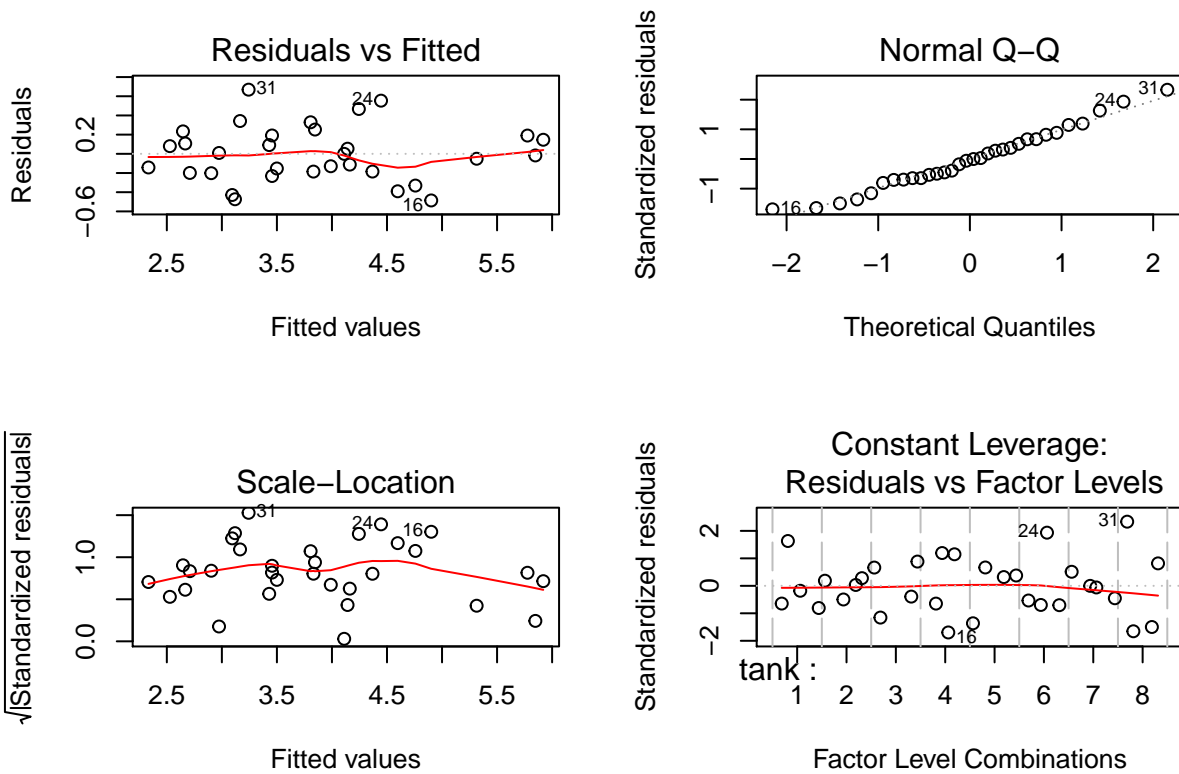 Residuals vs Fitted
Residuals
0.2
−0.6
31
24
16
2.5 3.5 4.5 5.5
Fitted values
Normal Q−Q
Standardized residuals
1
−1
31
24
16
−2 −1 0 1 2
Theoretical Quantiles
Scale−Location
√|Standardized residuals|
1.0
0.0
31
24
16
2.5 3.5 4.5 5.5
Fitted values
Constant Leverage:
Residuals vs Factor Levels
Standardized residuals
2
0
−2
31
24
16
tank :
1 2 3 4 5 6 7 8
Factor Level Combinations